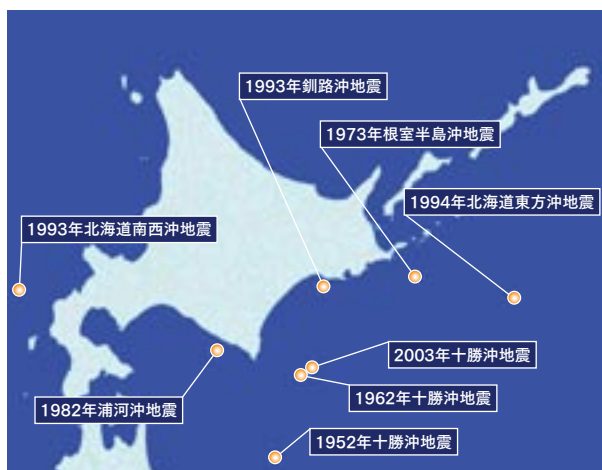 1993年釧路沖地震
1973年根室半島沖地震
1994年北海道東方沖地震
1993年北海道南西沖地震
2003年十勝沖地震
1962年十勝沖地震
1982年浦河沖地震
1952年十勝沖地震